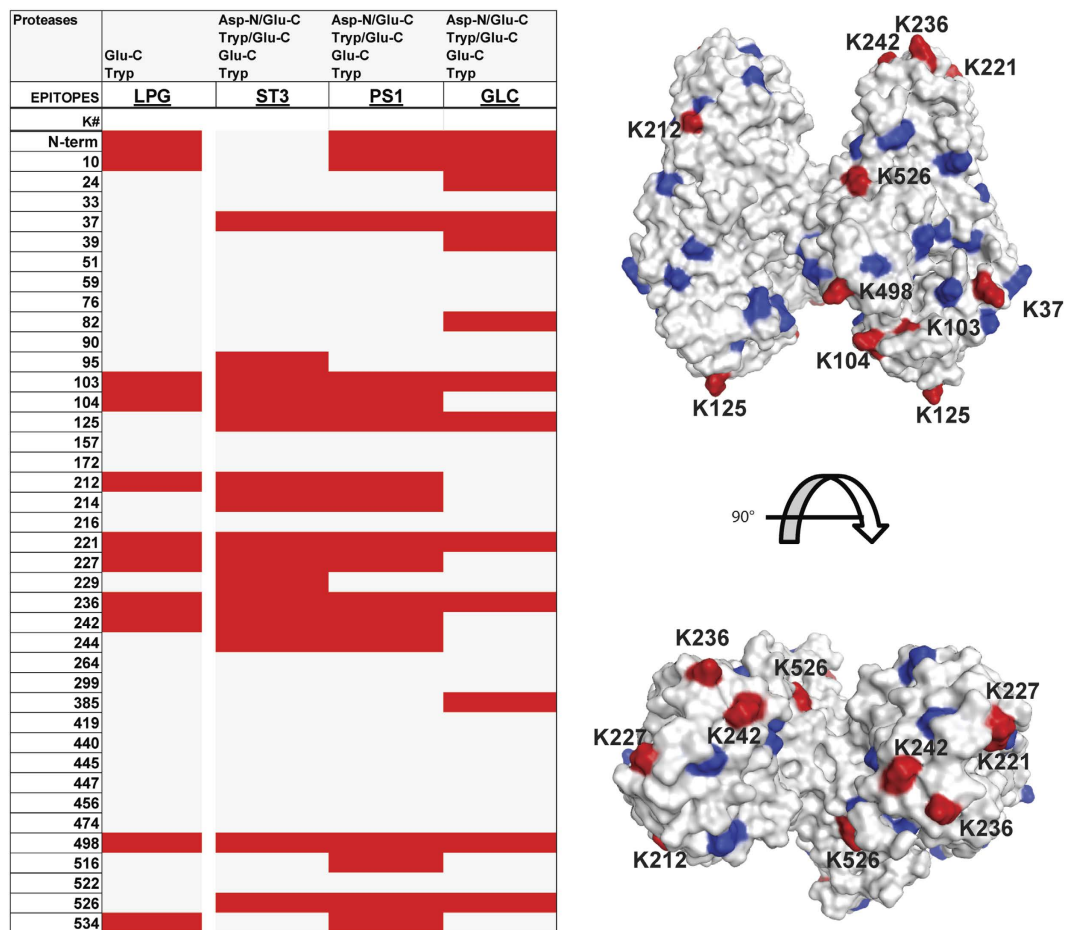 Proteases
Glu-C
Tryp
Asp-N/Glu-C
Tryp/Glu-C
Glu-C
Tryp
Asp-N/Glu-C
Tryp/Glu-C
Glu-C
Tryp
Asp-N/Glu-C
Tryp/Glu-C
Glu-C
Tryp
EPITOPES LPG ST3 PS1 GLC
K#
N-term
10
24
33
37
39
51
59
76
82
90
95
103
104
125
157
172
212
214
216
221
227
229
236
242
244
264
299
385
419
440
445
447
456
474
498
516
522
526
534
K236
K242
K221
K212
K526
K498
K37
K103
K104
K125
K125
90°
K236
K526
K227
K227
K242
K242
K221
K236
K212
K526